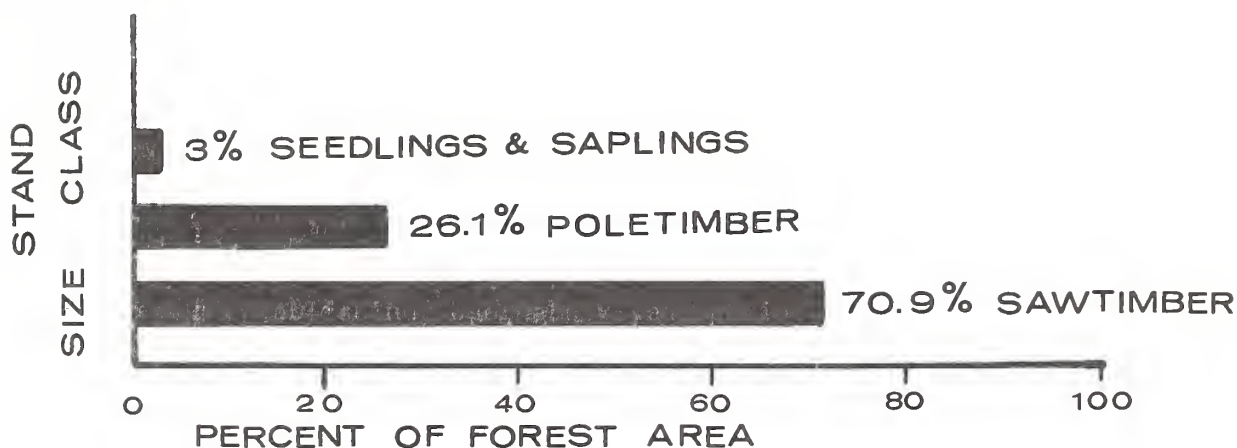 STAND
SIZE CLASS
3% SEEDLINGS & SAPLINGS
26.1% POLETIMBER
70.9% SAWTIMBER
0 20 40 60 80 100
PERCENT OF FOREST AREA